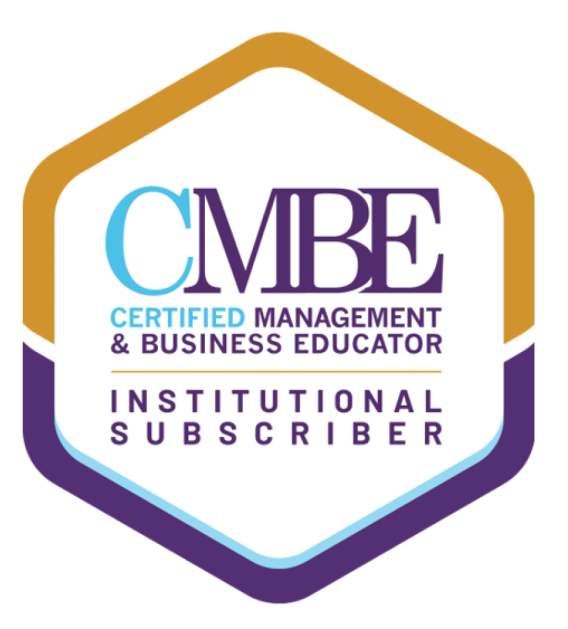 CMBE
CERTIFIED MANAGEMENT
& BUSINESS EDUCATOR
INSTITUTIONAL
SUBSCRIBER